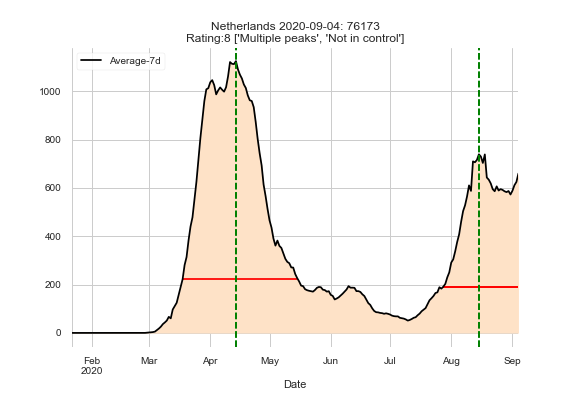 Netherlands 2020-09-04: 76173
Rating:8 ['Multiple peaks', 'Not in control']
Average-7d
1000
800
600
400
200
0
Feb Mar Apr May Jun Jul Aug Sep
2020
Date